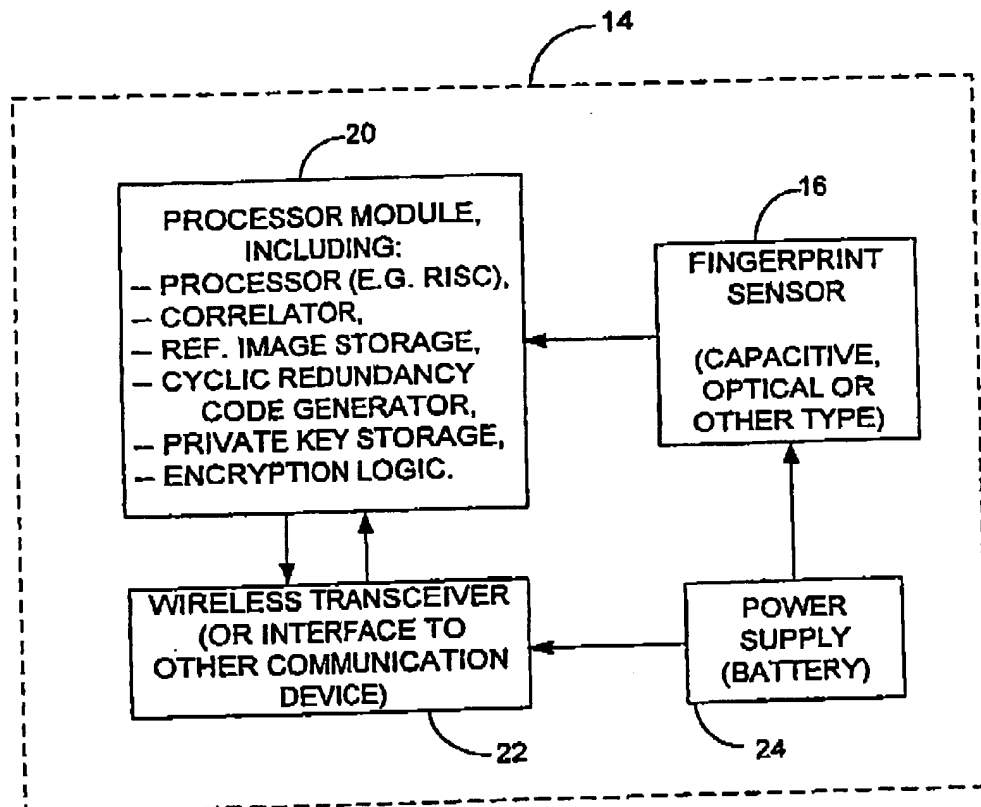 14
20
PROCESSOR MODULE,
INCLUDING:
– PROCESSOR (E.G. RISC),
– CORRELATOR,
– REF. IMAGE STORAGE,
– CYCLIC REDUNDANCY
CODE GENERATOR,
– PRIVATE KEY STORAGE,
– ENCRYPTION LOGIC.
16
FINGERPRINT
SENSOR
(CAPACITIVE,
OPTICAL OR
OTHER TYPE)
WIRELESS TRANSCEIVER
(OR INTERFACE TO
OTHER COMMUNICATION
DEVICE)
22
POWER
SUPPLY
(BATTERY)
24